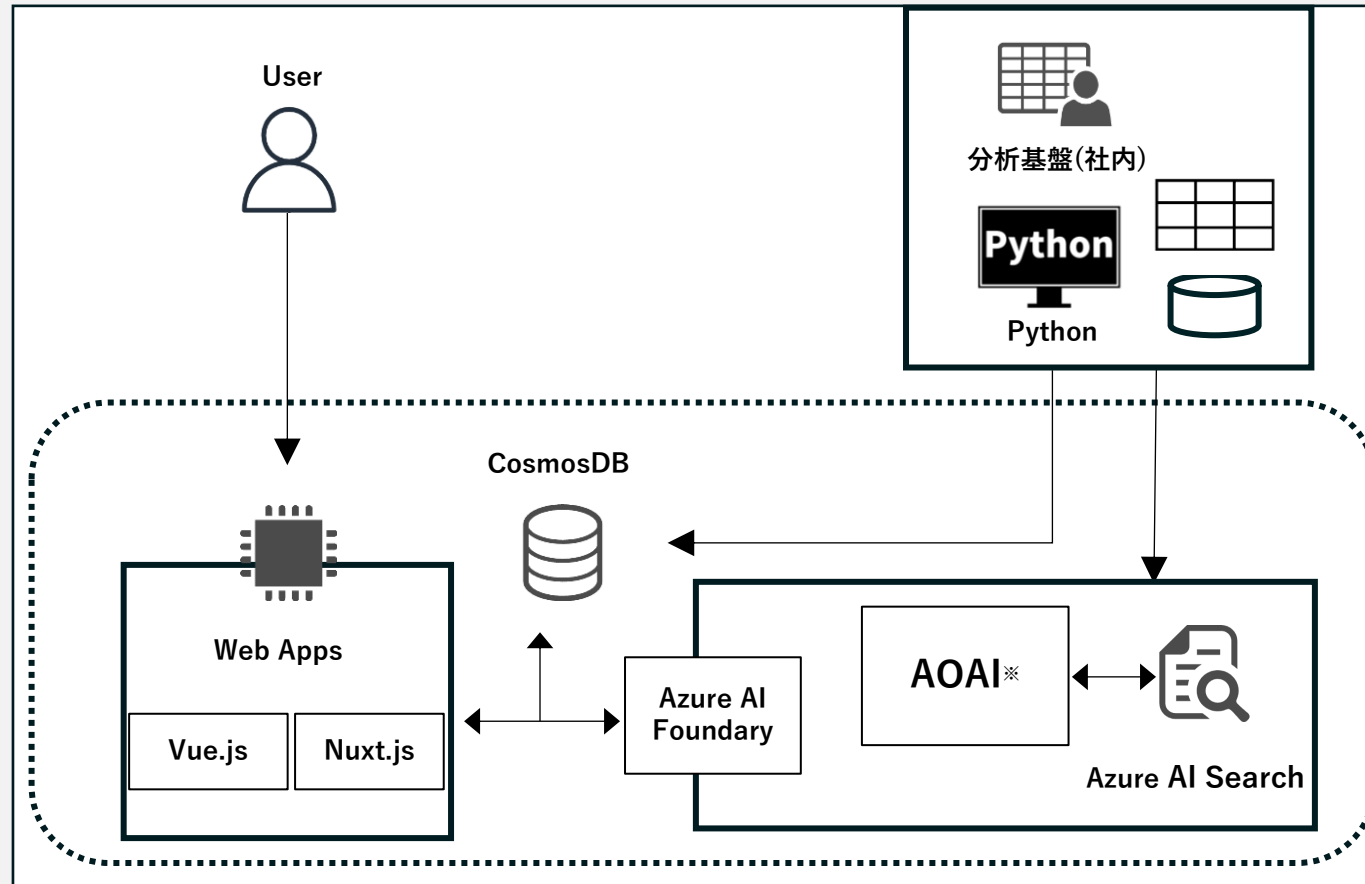 User
分析基盤(社内)
Python
Python
CosmosDB
Web Apps
Vue.js
Nuxt.js
Azure AI
Foundary
AOAI※
Azure AI Search